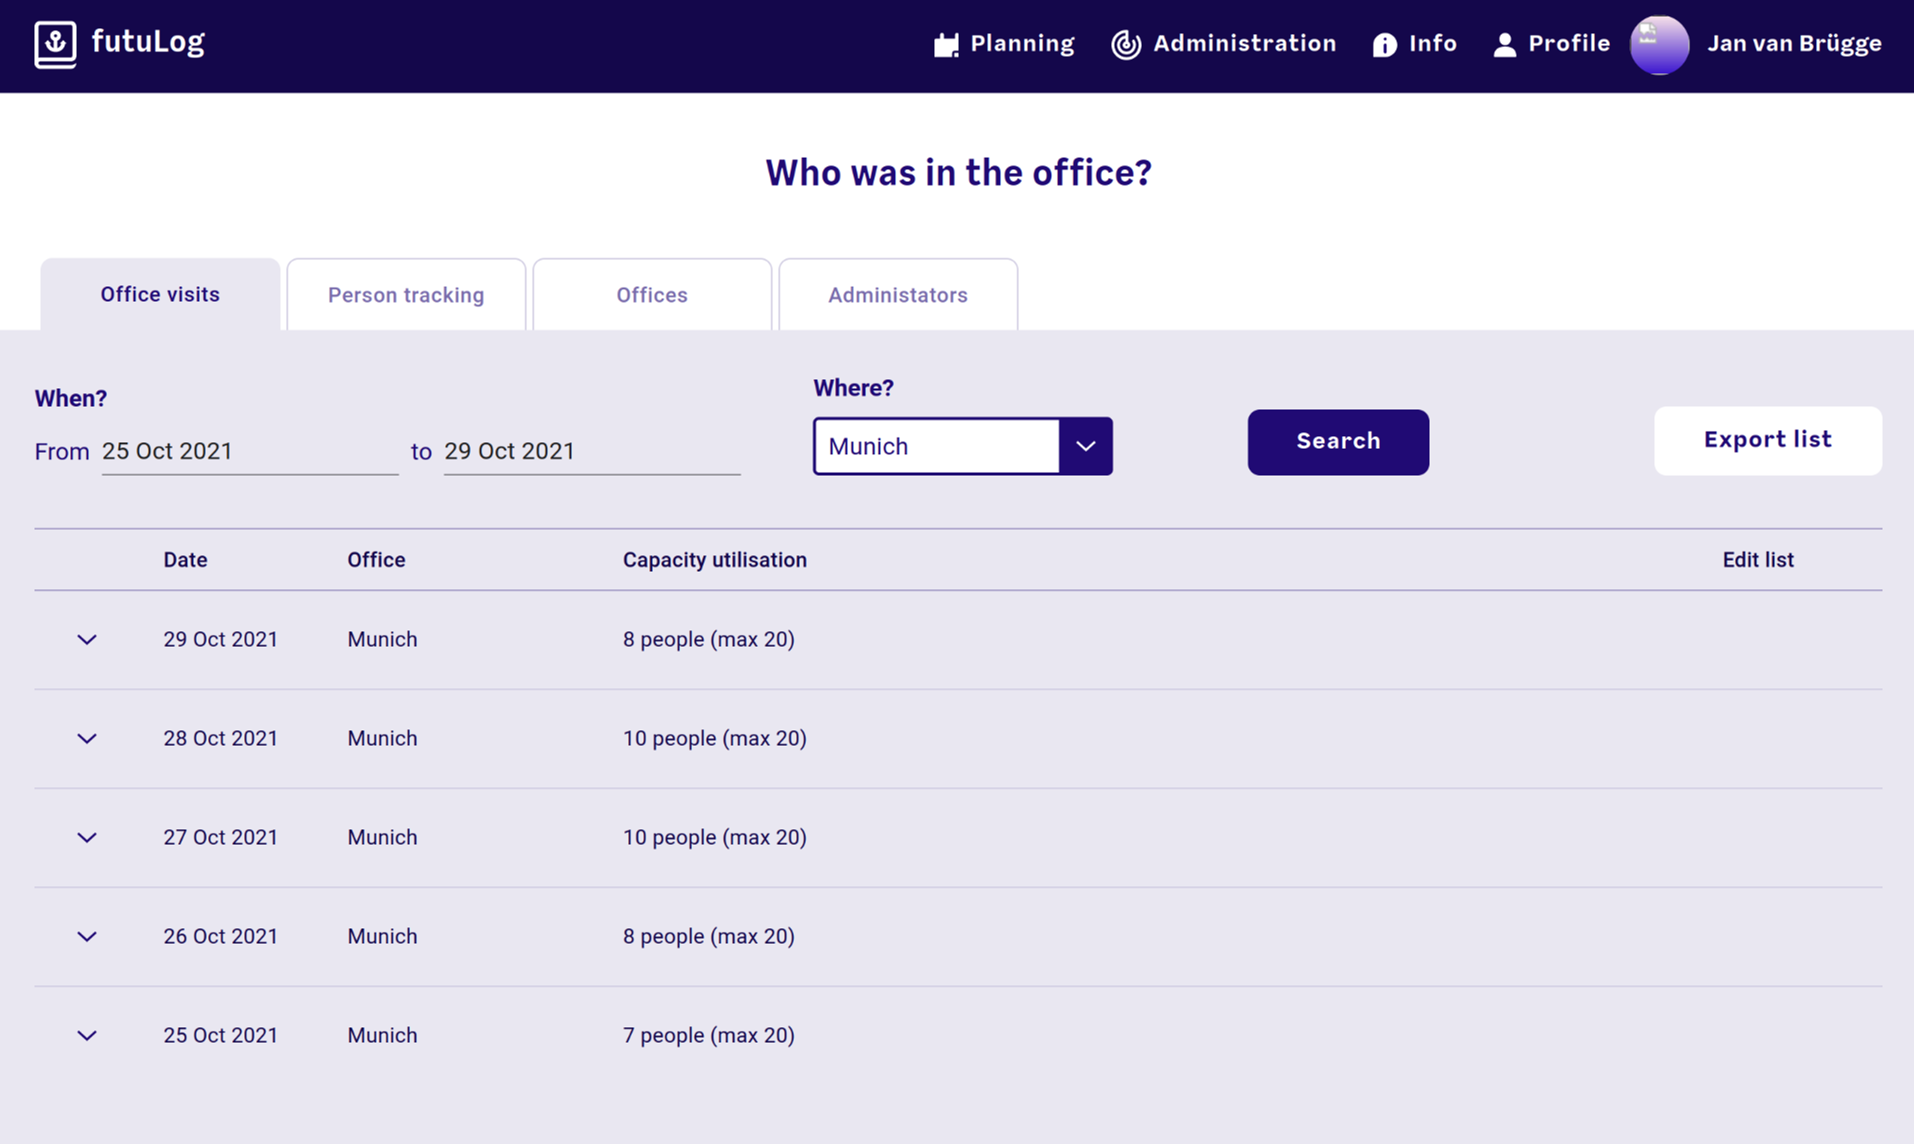 futuLog
Planning Administration Info Profile Jan van Brügge
Who was in the office?
Office visits Person tracking Offices Administators
When?
Where?
From 25 Oct 2021 to 29 Oct 2021 Munich Search Export list
Date Office Capacity utilisation Edit list
29 Oct 2021 Munich 8 people (max 20)
28 Oct 2021 Munich 10 people (max 20)
27 Oct 2021 Munich 10 people (max 20)
26 Oct 2021 Munich 8 people (max 20)
25 Oct 2021 Munich 7 people (max 20)